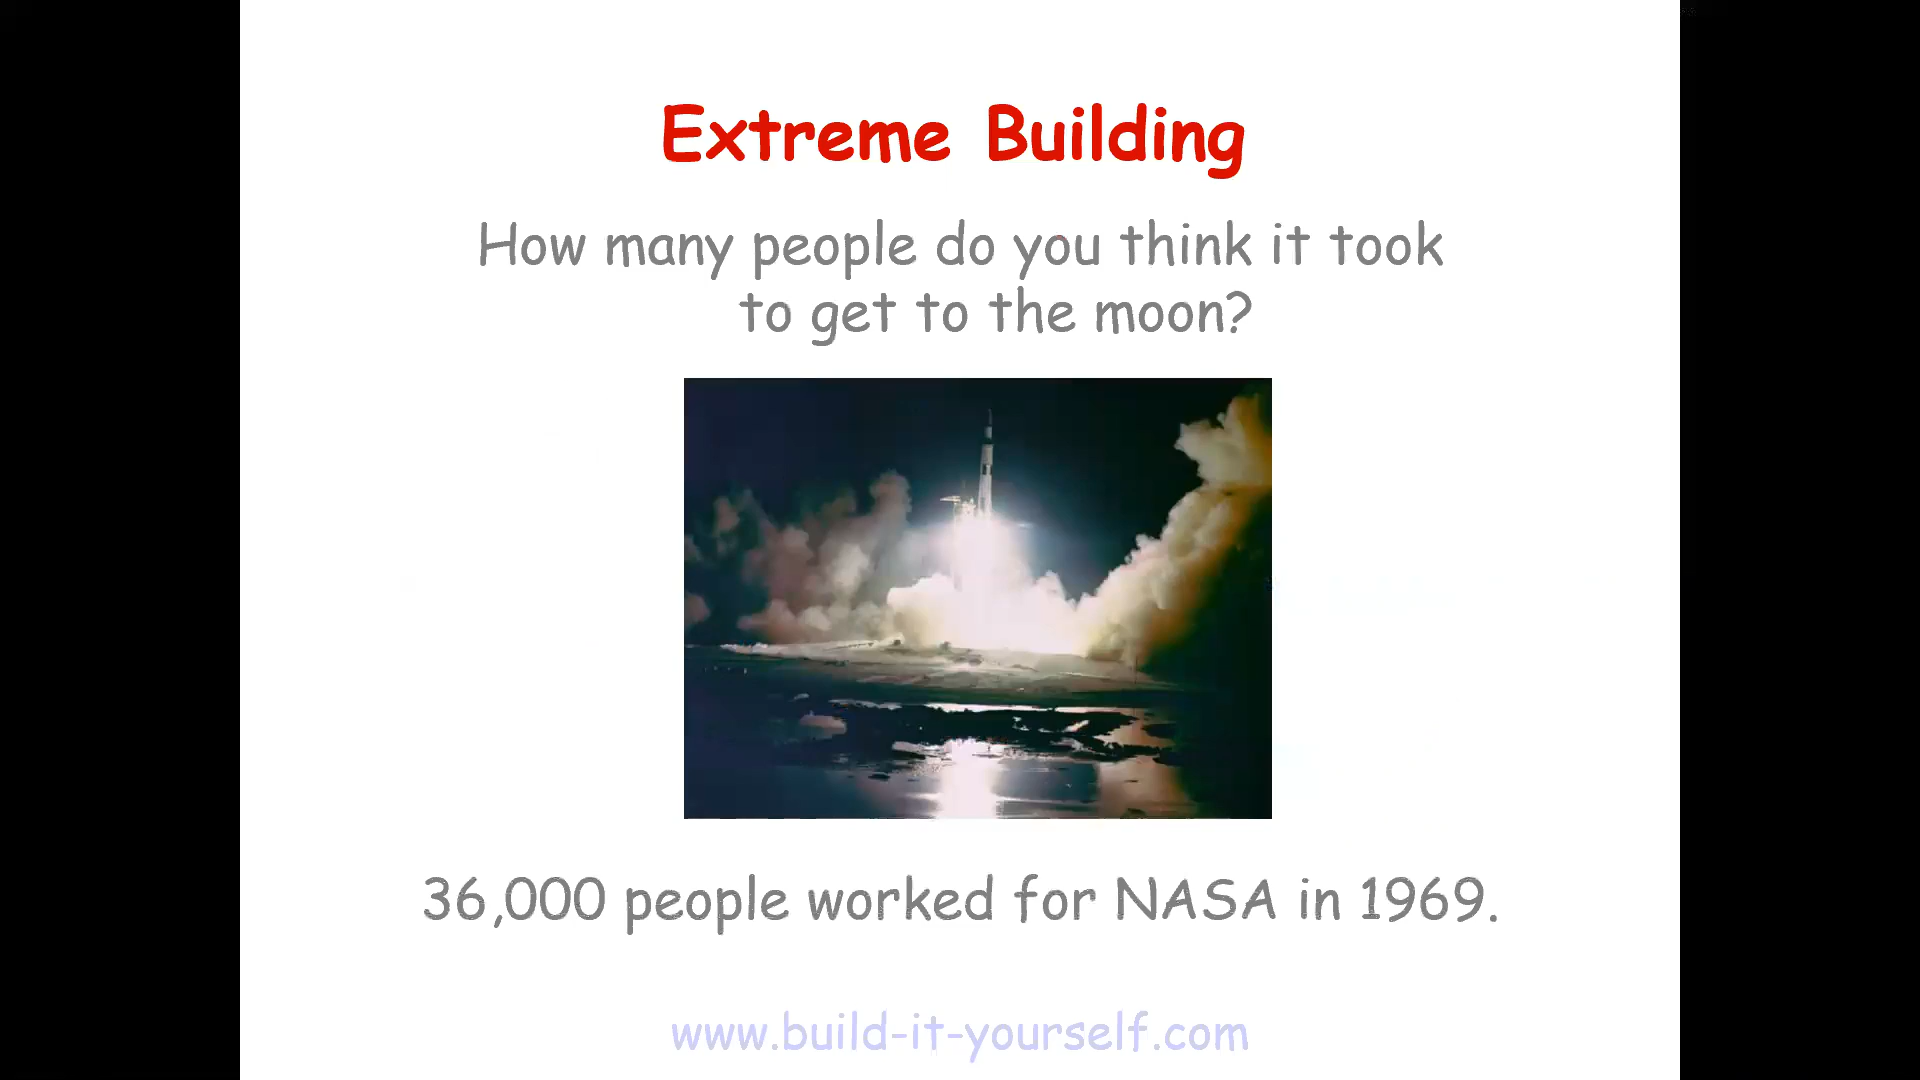 Extreme Building
How many people do you think it took
to get to the moon?
36,000 people worked for NASA in 1969.
www.build-it-yourself.com